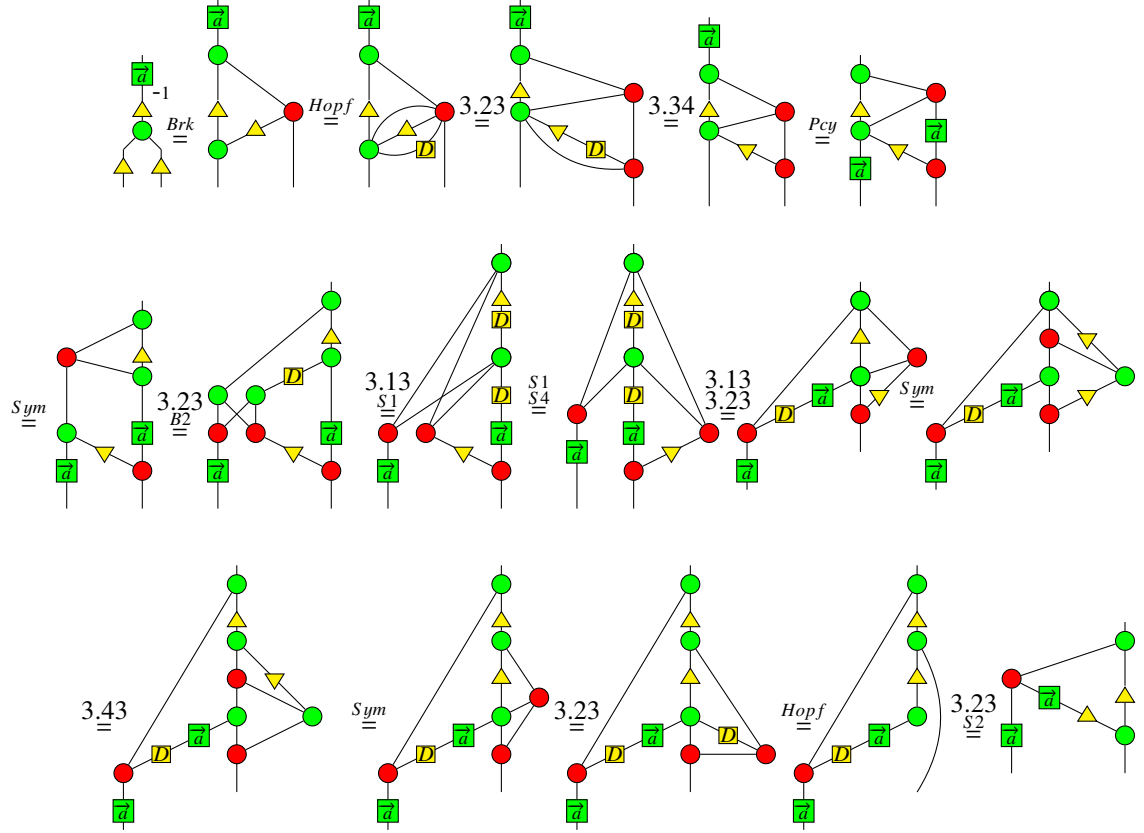 a⃗ -1 Brk = a⃗ Hopf = a⃗ D 3.23 = a⃗ D 3.34 = a⃗ Pcy = a⃗ a⃗
Sym = a⃗ a⃗ 3.23 B2 = a⃗ D a⃗ 3.13 S1 = a⃗ D D a⃗ S1 S4 = a⃗ D D a⃗ 3.13 3.23 a⃗ D a⃗ Sym = a⃗ D a⃗
3.43 = a⃗ D a⃗ Sym = a⃗ D a⃗ 3.23 = a⃗ D a⃗ D Hopf = a⃗ D a⃗ 3.23 S2 = a⃗ a⃗